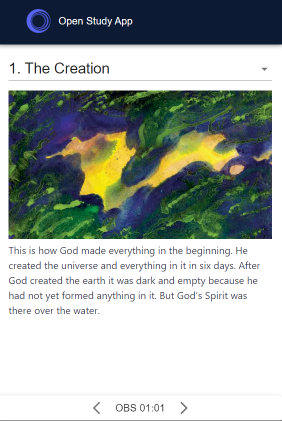 Open Study App
1. The Creation
This is how God made everything in the beginning. He
created the universe and everything in it in six days. After
God created the earth it was dark and empty because he
had not yet formed anything in it. But God's Spirit was
there over the water.
OBS 01:01